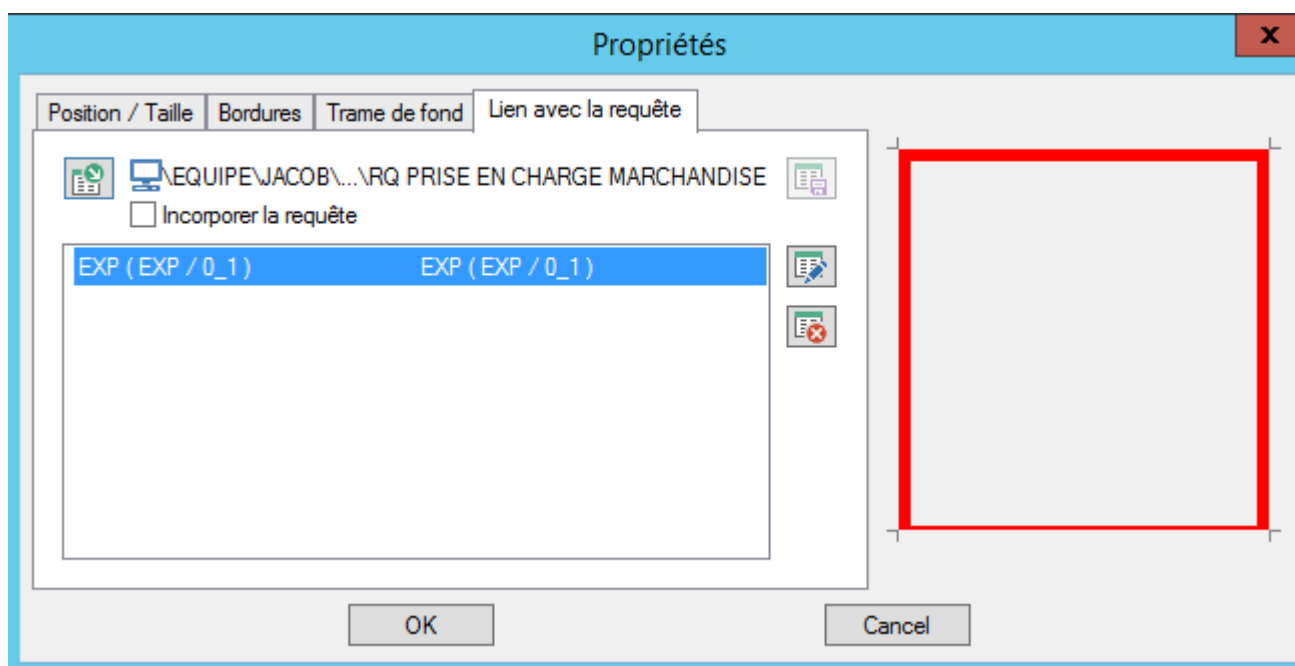 Propriétés
x
Position / Taille Bordures Trame de fond Lien avec la requête
\EQUIPE\JACOB\...\RQ PRISE EN CHARGE MARCHANDISE
Incorporer la requête
EXP ( EXP / 0_1 ) EXP ( EXP / 0_1 )
OK Cancel